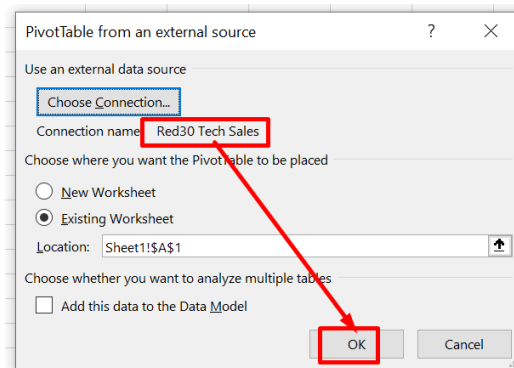 PivotTable from an external source ?
Use an external data source
Choose Connection...
Connection name: Red30 Tech Sales
Choose where you want the PivotTable to be placed
New Worksheet
Existing Worksheet
Location: Sheet1!$A$1
Choose whether you want to analyze multiple tables
Add this data to the Data Model
OK Cancel